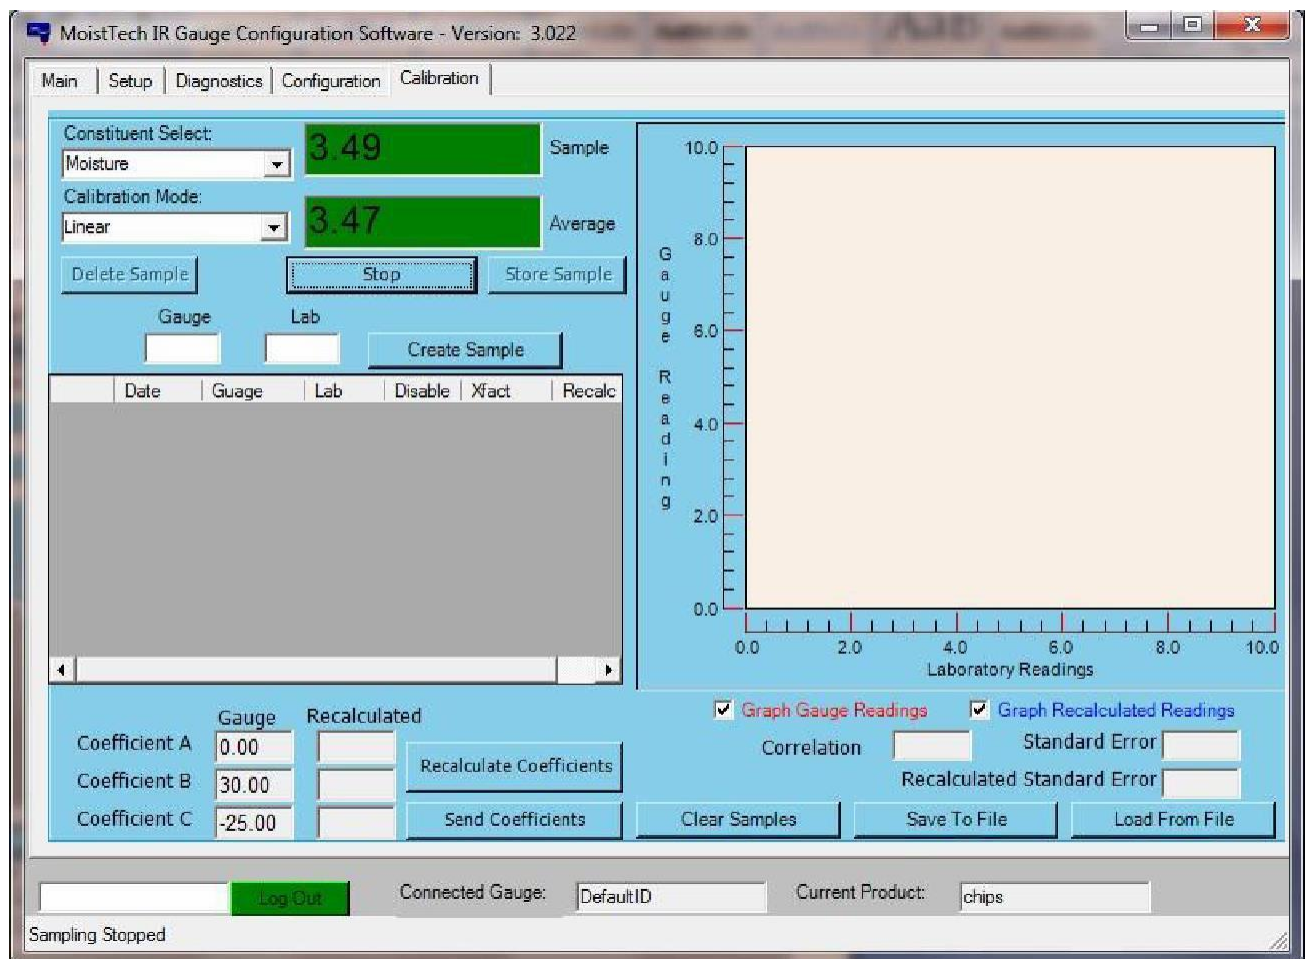 MoistTech IR Gauge Configuration Software - Version: 3.022
Main Setup Diagnostics Configuration Calibration
Constituent Select:
Moisture
3.49 Sample
Calibration Mode:
Linear
3.47 Average
Delete Sample Stop Store Sample
Gauge Lab
Create Sample
Date Guage Lab Disable Xfact Recalc
Gauge Reading
10.0
8.0
6.0
4.0
2.0
0.0
0.0 2.0 4.0 6.0 8.0 10.0
Laboratory Readings
Graph Gauge Readings Graph Recalculated Readings
Correlation Standard Error
Recalculated Standard Error
Gauge Recalculated
Coefficient A 0.00
Coefficient B 30.00
Coefficient C -25.00
Recalculate Coefficients
Send Coefficients Clear Samples Save To File Load From File
Log Out Connected Gauge: DefaultID Current Product: chips
Sampling Stopped